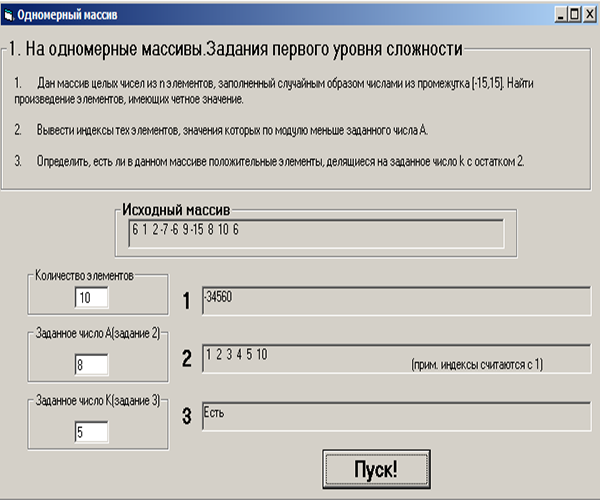 Одномерный массив
1. На одномерные массивы.Задания первого уровня сложности
1. Дан массив целых чисел из n элементов, заполненный случайным образом числами из промежутка [-15,15]. Найти
произведение элементов, имеющих четное значение.
2. Вывести индексы тех элементов, значения которых по модулю меньше заданного числа А.
3. Определить, есть ли в данном массиве положительные элементы, делящиеся на заданное число k с остатком 2.
Исходный массив
6 1 2 -7 -6 9 -15 8 10 6
Количество элементов
10
1
-34560
Заданное число А(задание 2)
8
2
1 2 3 4 5 10
(прим. индексы считаются с 1)
Заданное число К(задание 3)
5
3
Есть
Пуск!